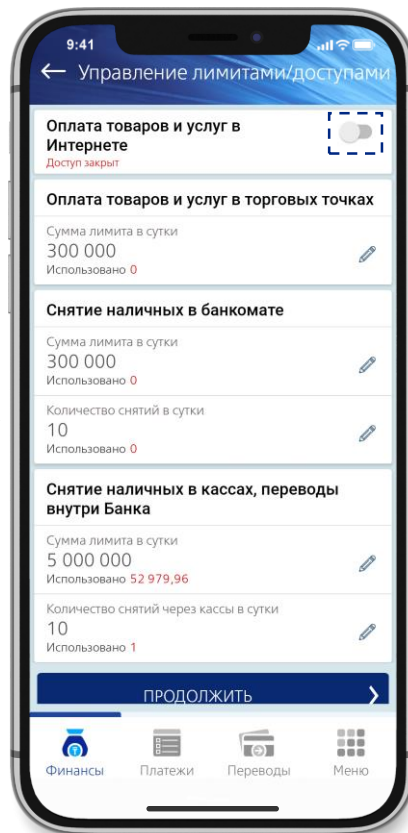 9:41
← Управление лимитами/доступами
Оплата товаров и услуг в
Интернете
Доступ закрыт
Оплата товаров и услуг в торговых точках
Сумма лимита в сутки
300 000
Использовано 0
Снятие наличных в банкомате
Сумма лимита в сутки
300 000
Использовано 0
Количество снятий в сутки
10
Использовано 0
Снятие наличных в кассах, переводы
внутри Банка
Сумма лимита в сутки
5 000 000
Использовано 52 979,96
Количество снятий через кассы в сутки
10
Использовано 1
ПРОДОЛЖИТЬ
Финансы Платежи Переводы Меню